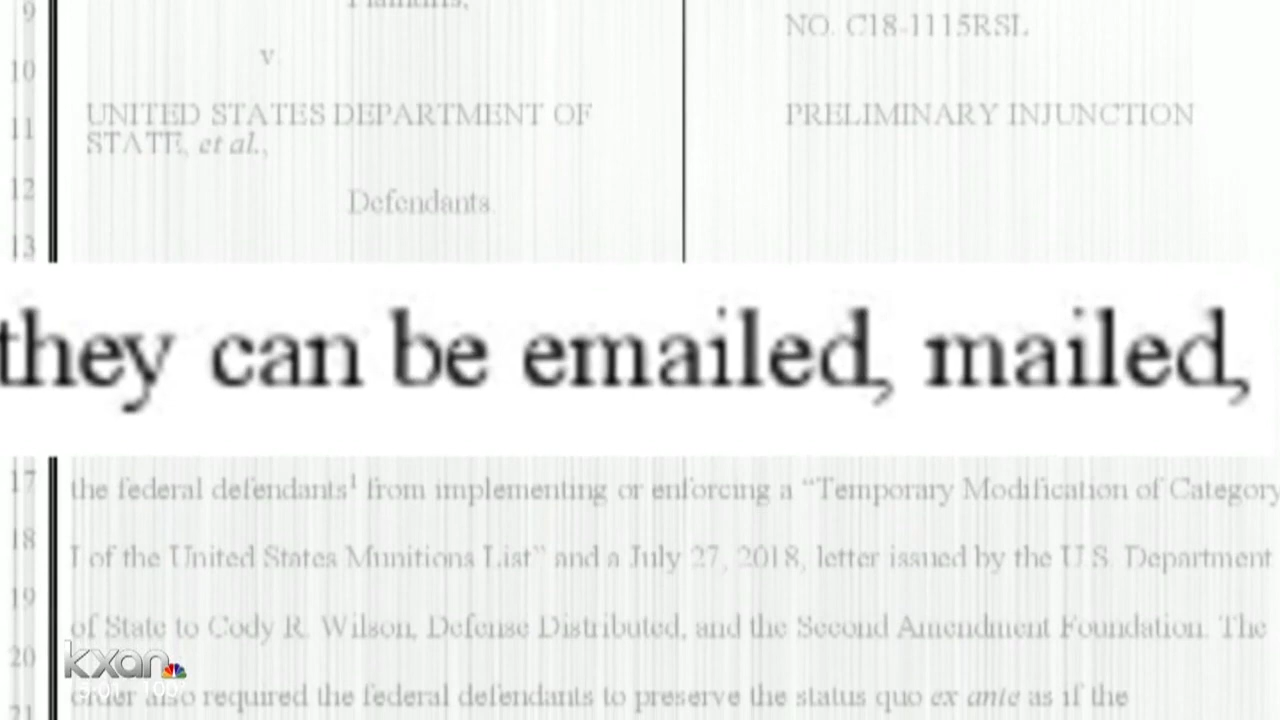 9
Plaintiffs,
NO. C18-1115RSL
v.
10
UNITED STATES DEPARTMENT OF
PRELIMINARY INJUNCTION
11
STATE, et al.,
12
Defendants.
13
they can be emailed, mailed,
17 the federal defendants¹ from implementing or enforcing a “Temporary Modification of Category
18 I of the United States Munitions List” and a July 27, 2018, letter issued by the U.S. Department
19
of State to Cody R. Wilson, Defense Distributed, and the Second Amendment Foundation. The
20
kxan
order also required the federal defendants to preserve the status quo ex ante as if the
21